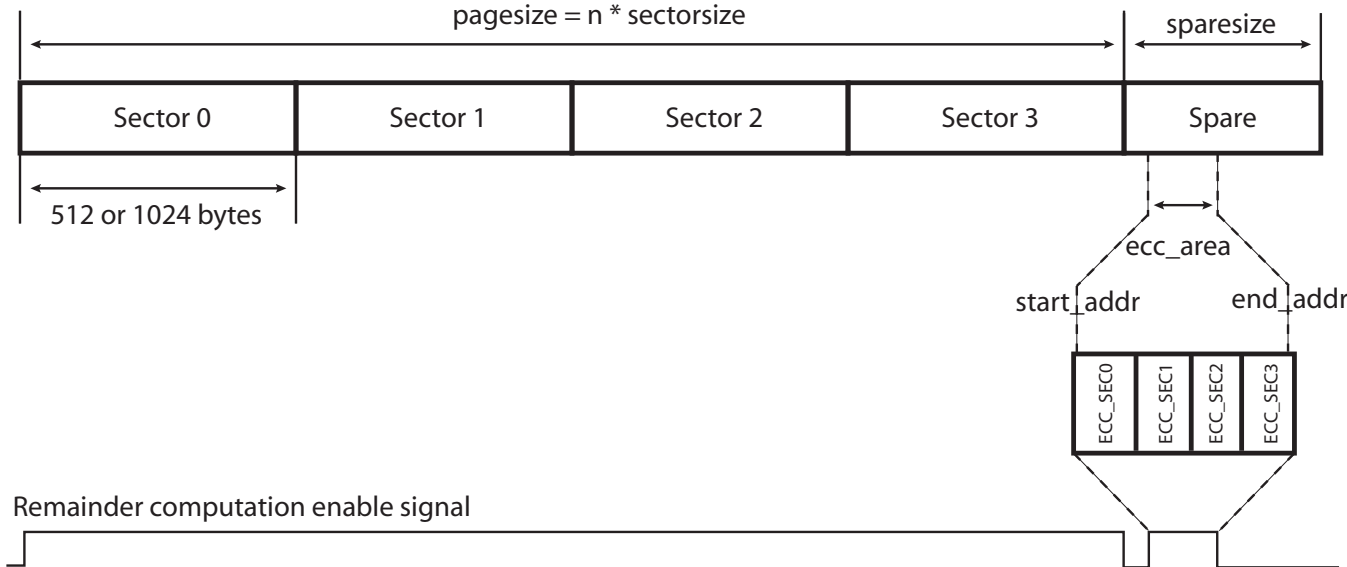 pagesize = n * sectorsize
sparesize
Sector 0
Sector 1
Sector 2
Sector 3
Spare
512 or 1024 bytes
ecc_area
start_addr
end_addr
ECC_SEC0
ECC_SEC1
ECC_SEC2
ECC_SEC3
Remainder computation enable signal